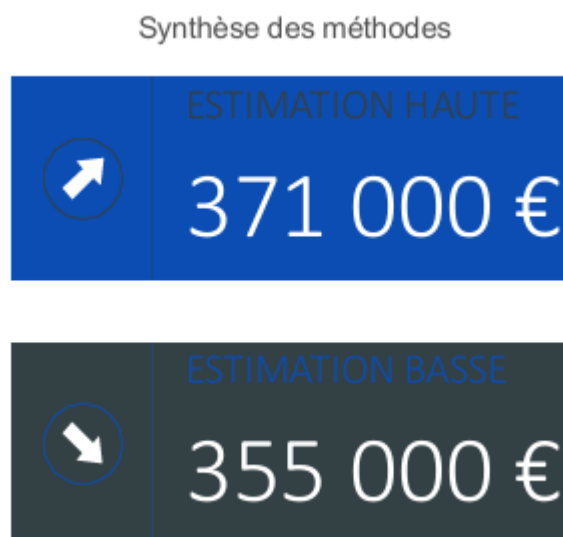 Synthèse des méthodes
ESTIMATION HAUTE
371 000 €
ESTIMATION BASSE
355 000 €